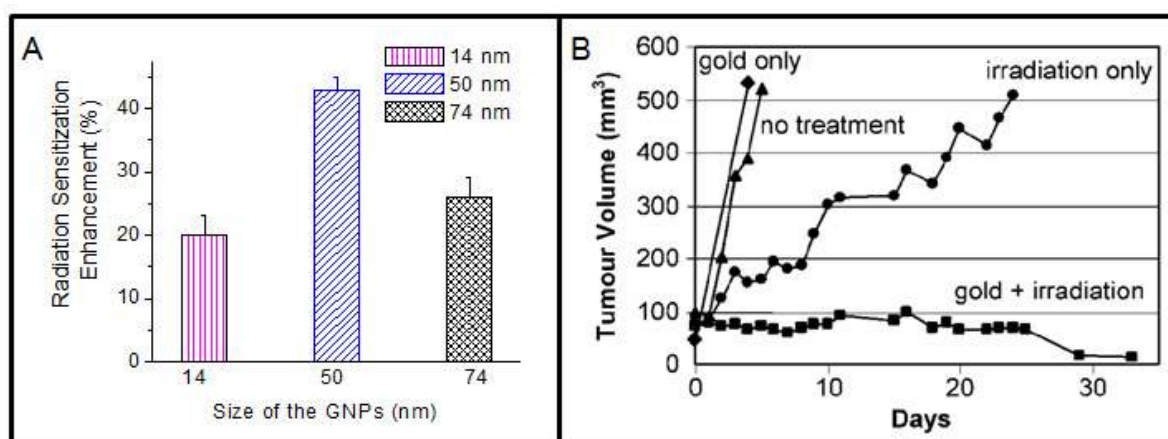 A
14 nm
50 nm
74 nm
Radiation Sensitization
Enhancement (%)
40
30
20
10
0
14
50
74
Size of the GNPs (nm)
B
600
500
400
300
200
100
0
Tumour Volume (mm³)
gold only
irradiation only
no treatment
gold + irradiation
0
10
20
30
Days